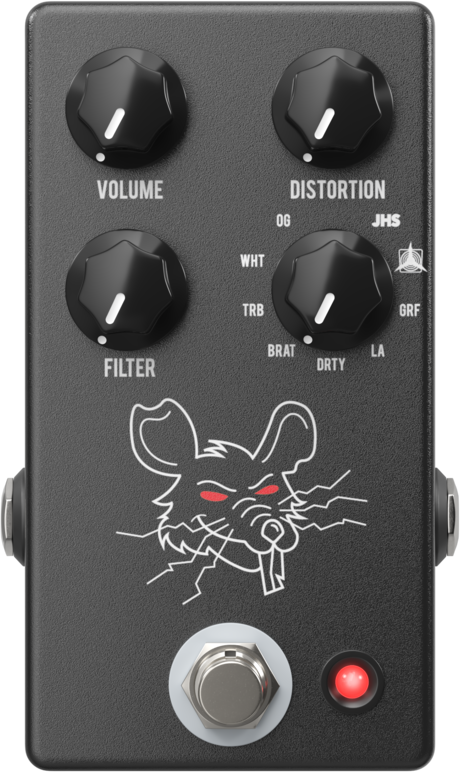 VOLUME
DISTORTION
OG
JHS
WHT
TRB
GRF
BRAT
LA
DRTY
FILTER